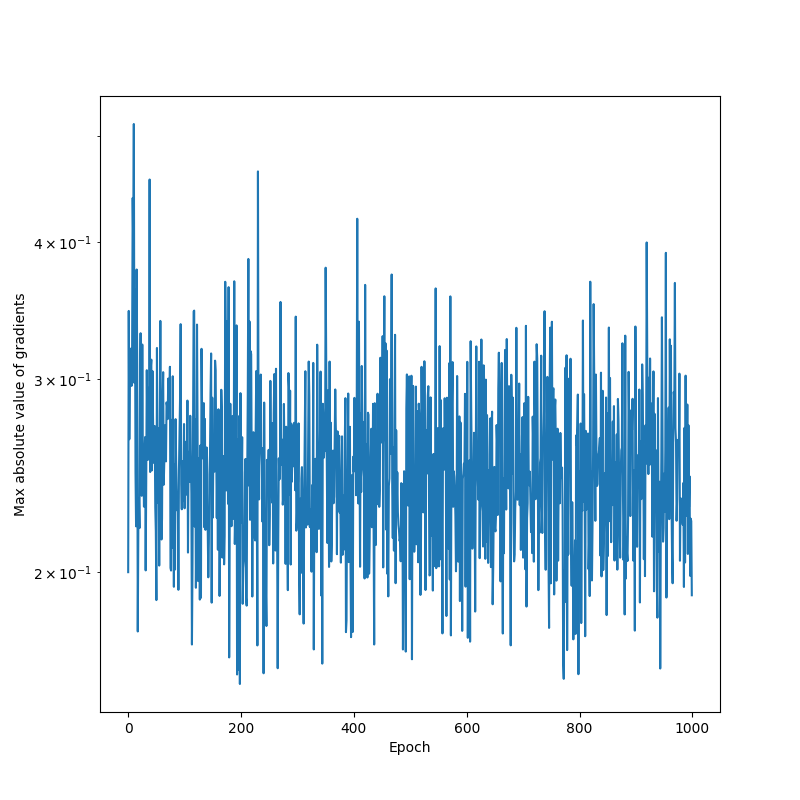 Max absolute value of gradients
4 × 10⁻¹
3 × 10⁻¹
2 × 10⁻¹
0 200 400 600 800 1000
Epoch